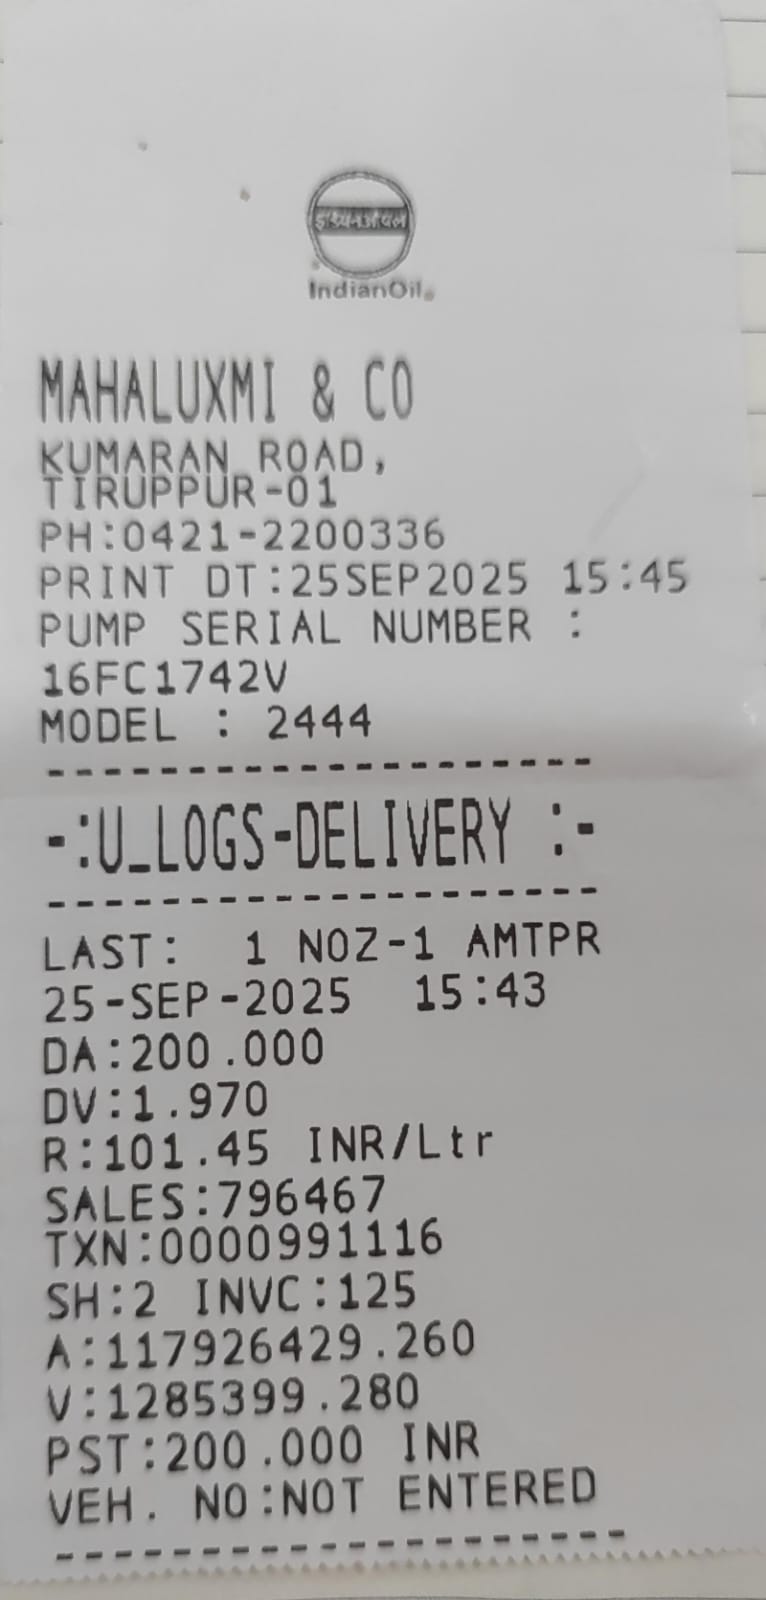 इण्डियनऑयल
IndianOil
MAHALUXMI & CO
KUMARAN ROAD,
TIRUPPUR-01
PH:0421-2200336
PRINT DT:25SEP2025 15:45
PUMP SERIAL NUMBER :
16FC1742V
MODEL : 2444
--------------------
-:U_LOGS-DELIVERY :-
--------------------
LAST: 1 NOZ-1 AMTPR
25-SEP-2025 15:43
DA:200.000
DV:1.970
R:101.45 INR/Ltr
SALES:796467
TXN:0000991116
SH:2 INVC:125
A:117926429.260
V:1285399.280
PST:200.000 INR
VEH. NO:NOT ENTERED
--------------------